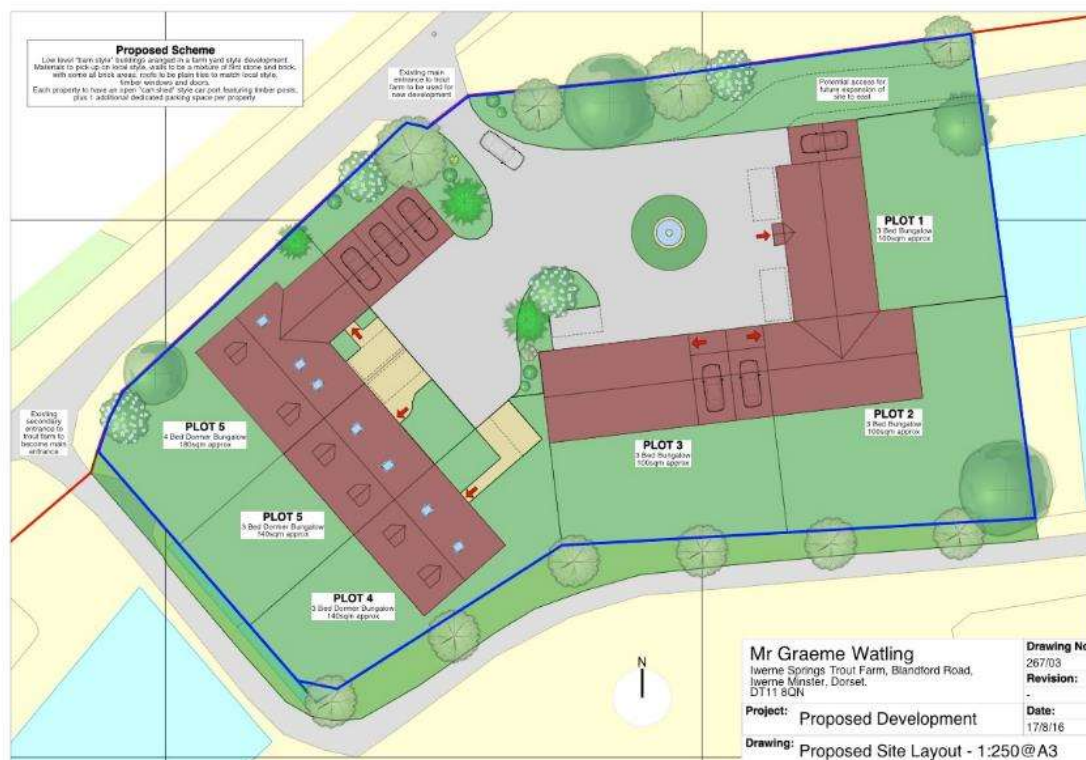 Proposed Scheme
Low level "barn style" buildings arranged in a farm yard style development.
Materials to pick up on local style, walls to be a mixture of flint stone and brick,
with some all brick areas, roofs to be plain tiles to match local style,
timber windows and doors.
Each property to have an open "cart shed" style car port featuring timber posts,
plus 1 additional dedicated parking space per property.
Existing main
entrance to trout
farm to be used for
new development
Potential access for
future expansion of
site to east
PLOT 1
3 Bed Bungalow
100sqm approx
Existing
secondary
entrance to
trout farm to
become main
entrance
PLOT 5
4 Bed Dormer Bungalow
180sqm approx
PLOT 2
3 Bed Bungalow
100sqm approx
PLOT 3
3 Bed Bungalow
100sqm approx
PLOT 5
3 Bed Dormer Bungalow
140sqm approx
PLOT 4
3 Bed Dormer Bungalow
140sqm approx
N
Mr Graeme Watling
Iwerne Springs Trout Farm, Blandford Road,
Iwerne Minster, Dorset.
DT11 8QN
Drawing No
267/03
Revision:
-
Project: Proposed Development
Date:
17/8/16
Drawing: Proposed Site Layout - 1:250@A3